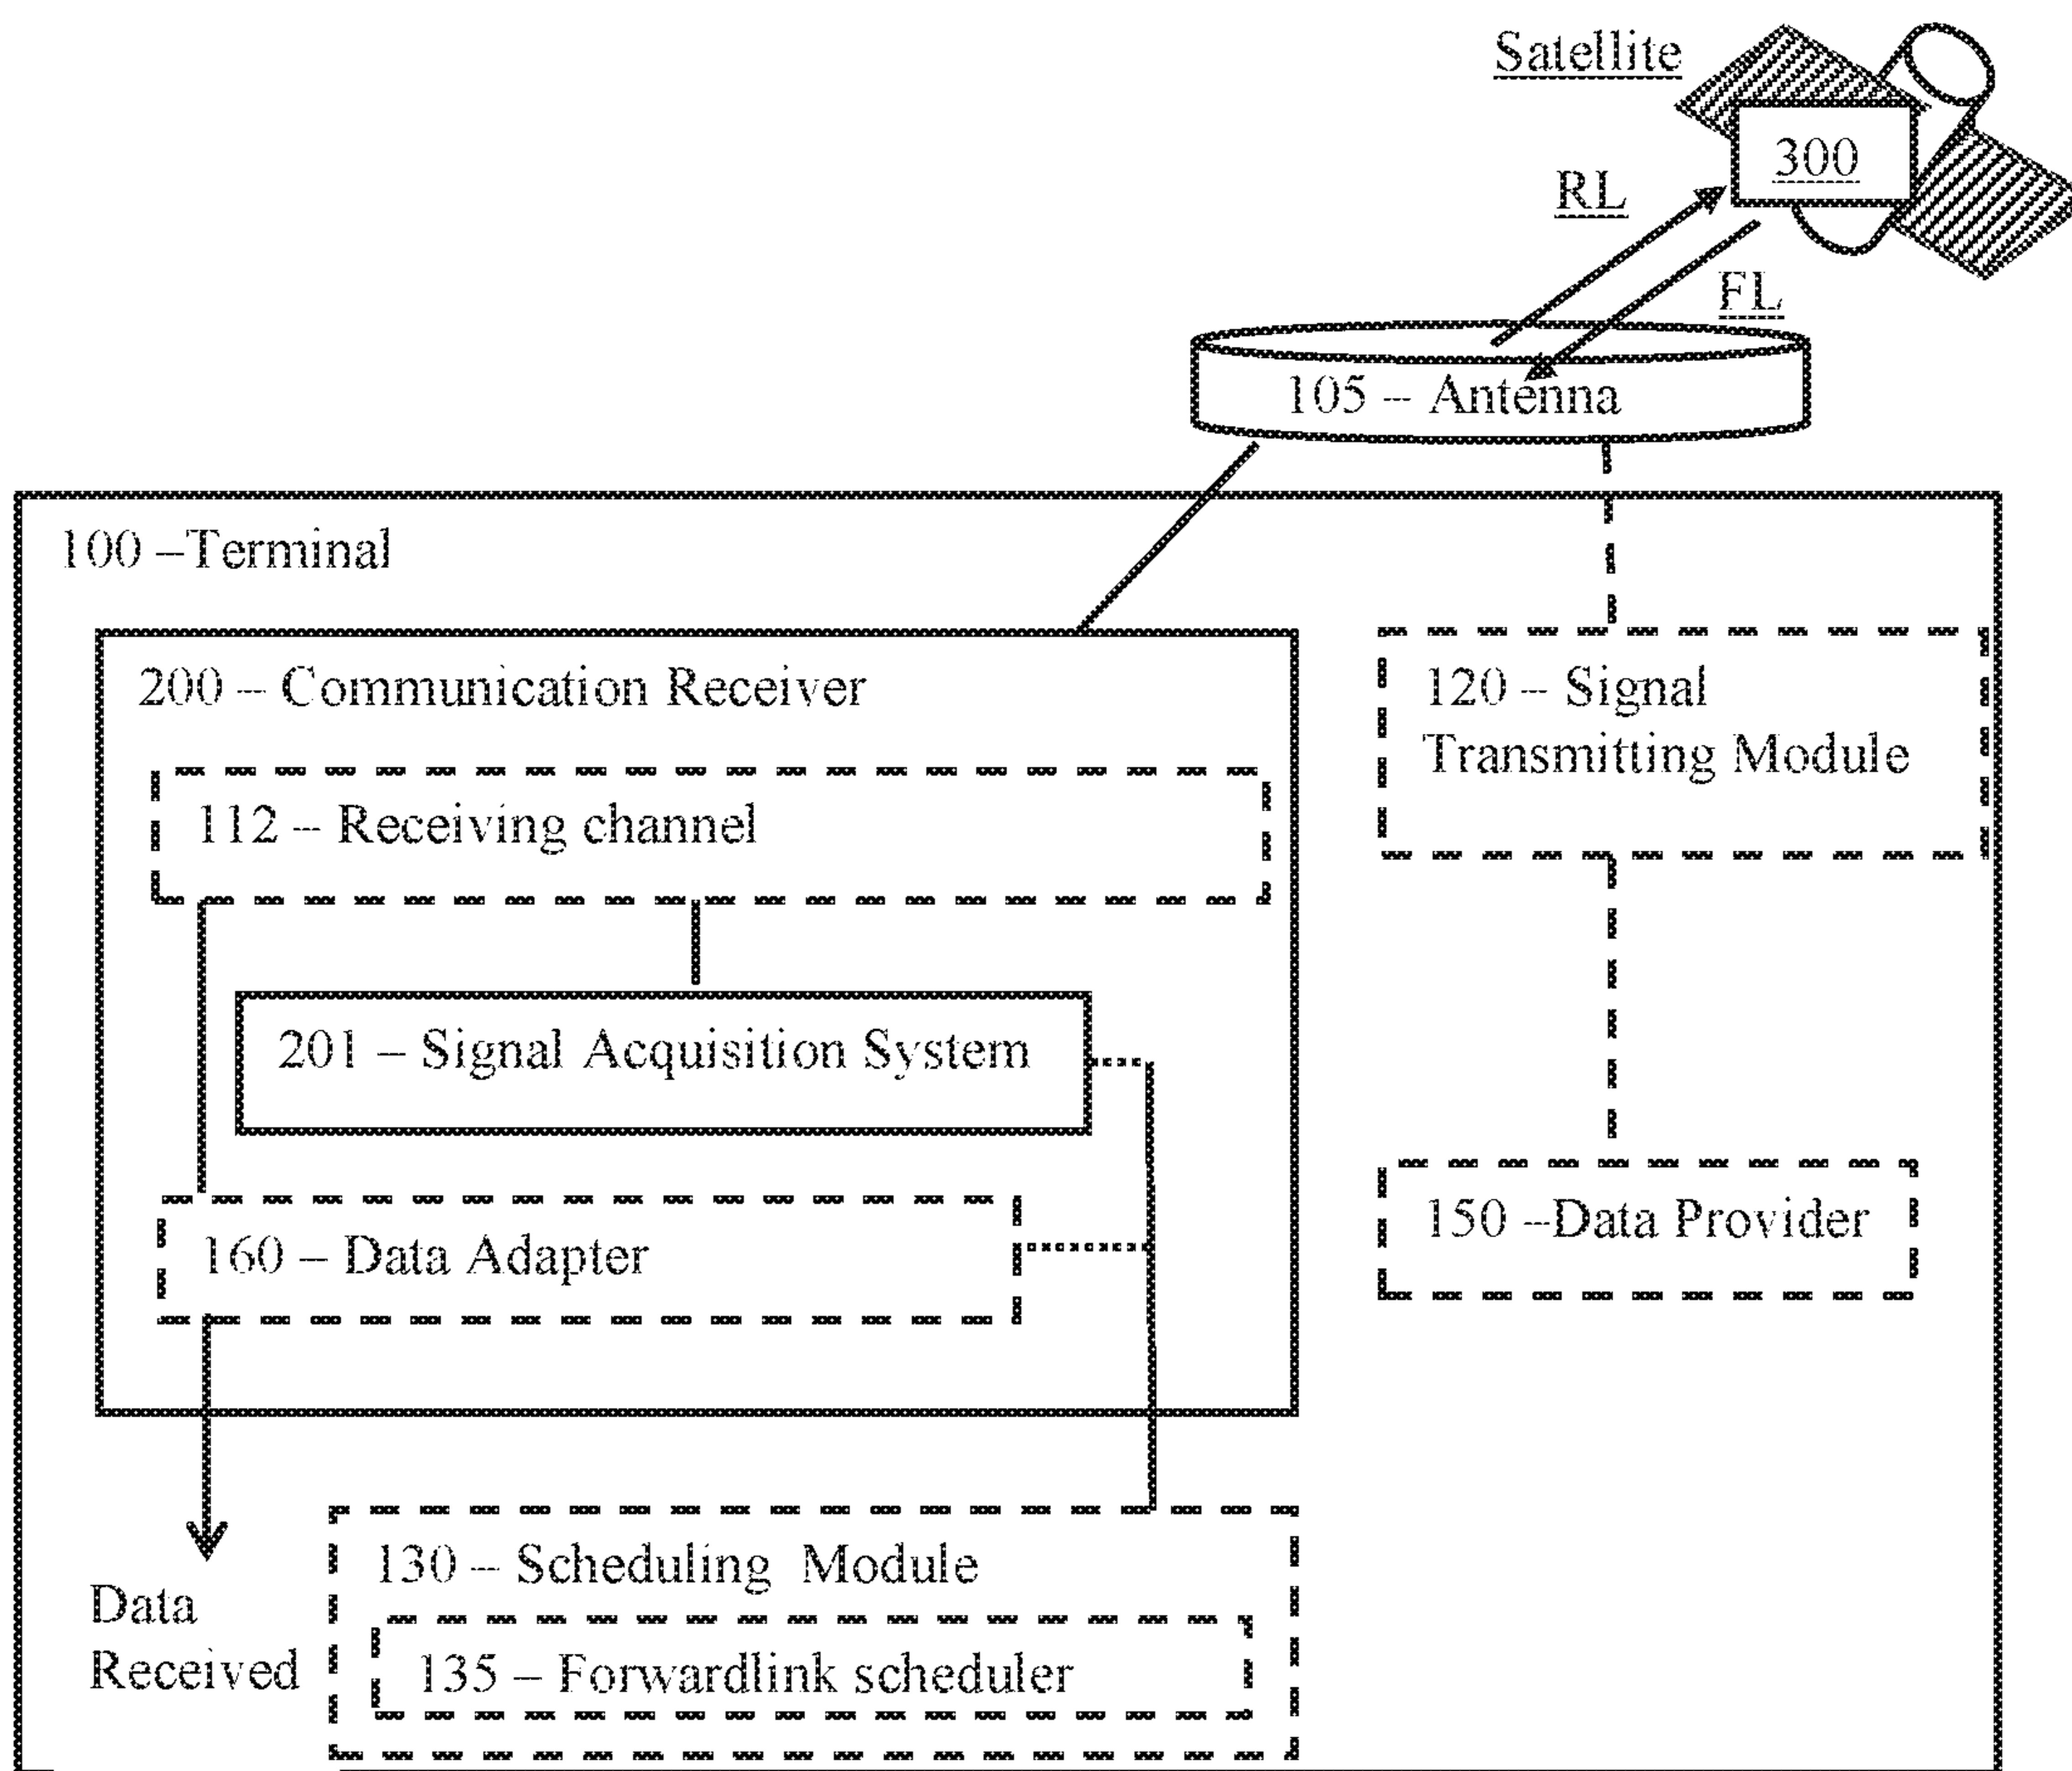 Satellite
300
RL
FL
105 – Antenna
100 –Terminal
200 – Communication Receiver
120 – Signal
Transmitting Module
112 – Receiving channel
201 – Signal Acquisition System
150 –Data Provider
160 – Data Adapter
130 – Scheduling Module
Data
Received
135 – Forwardlink scheduler